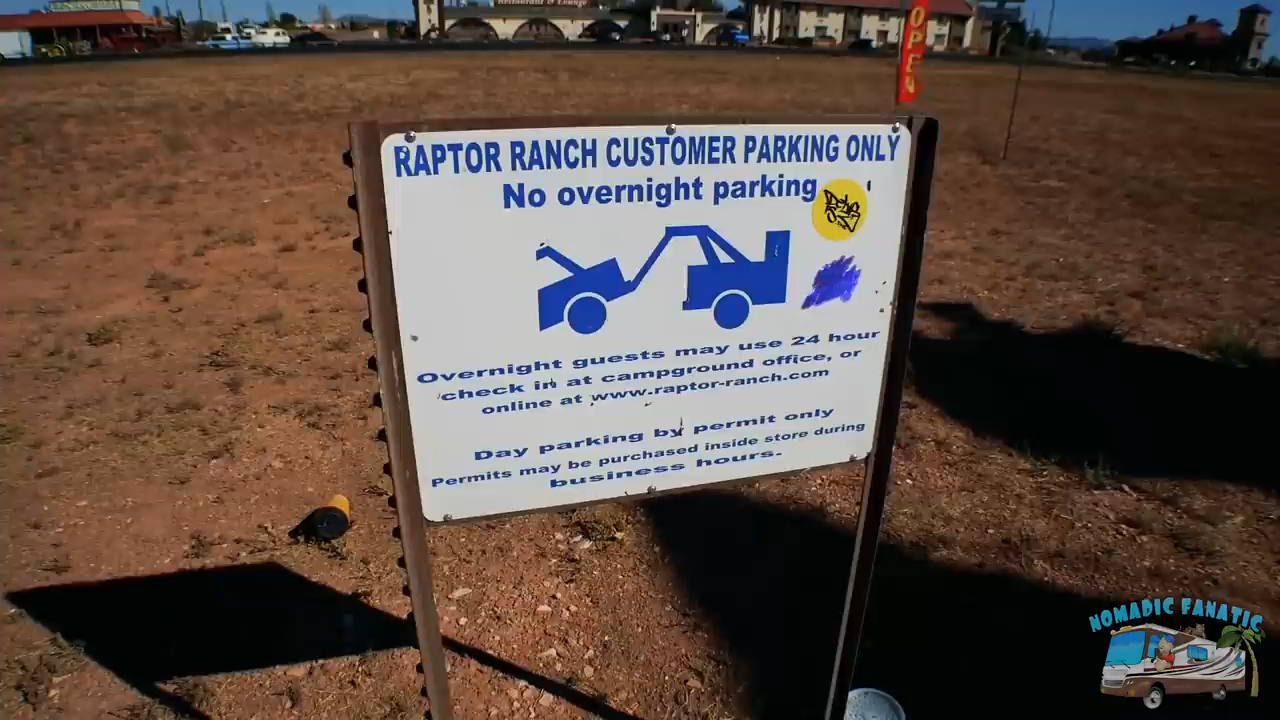 Restaurant & Lounge
OPEN
RAPTOR RANCH CUSTOMER PARKING ONLY
No overnight parking
Overnight guests may use 24 hour
check in at campground office, or
online at www.raptor-ranch.com
Day parking by permit only
Permits may be purchased inside store during
business hours.
NOMADIC FANATIC